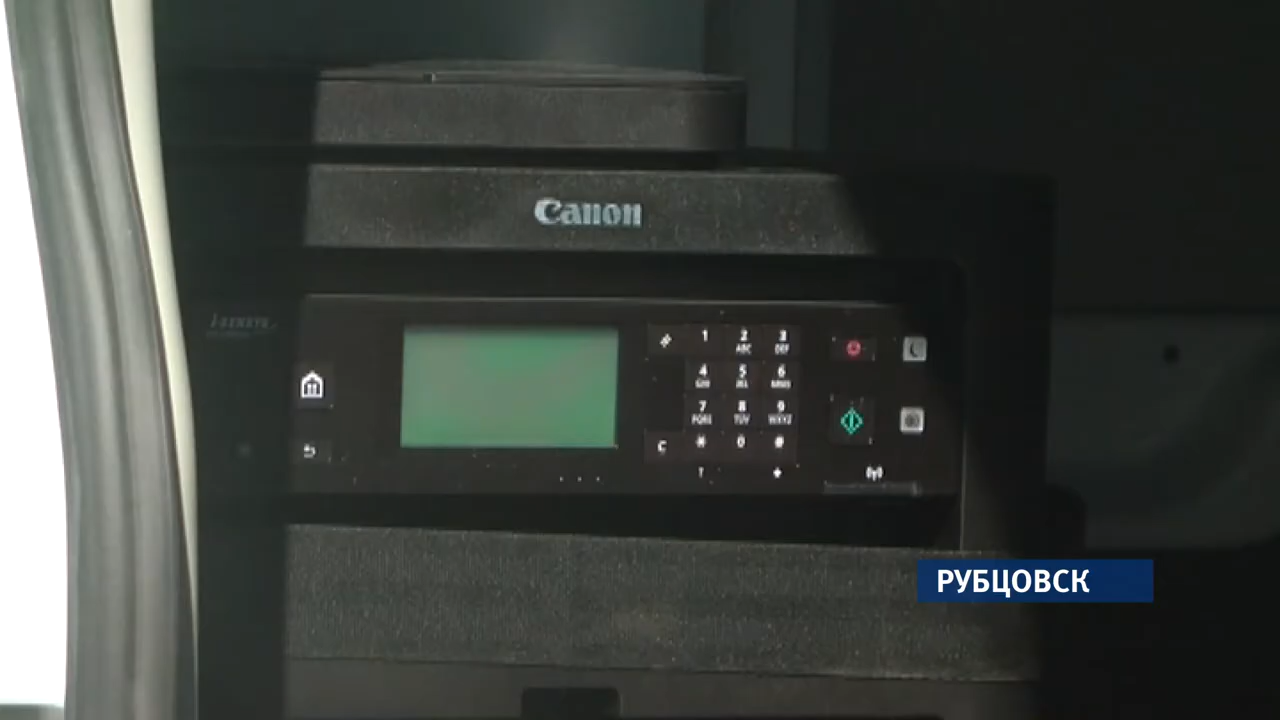 Canon
i-SENSYS
1
2
3
ABC
DEF
4
5
6
GHI
JKL
MNO
7
8
9
PQRS
TUV
WXYZ
C
*
0
#
РУБЦОВСК